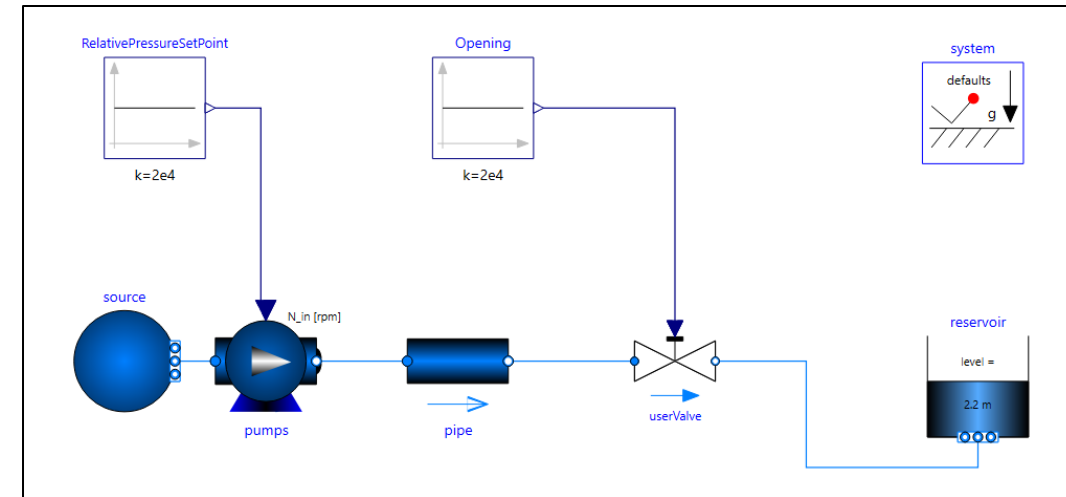 RelativePressureSetPoint
Opening
system
defaults
g
k=2e4
k=2e4
source
N_in [rpm]
reservoir
level =
2.2 m
pumps
pipe
userValve